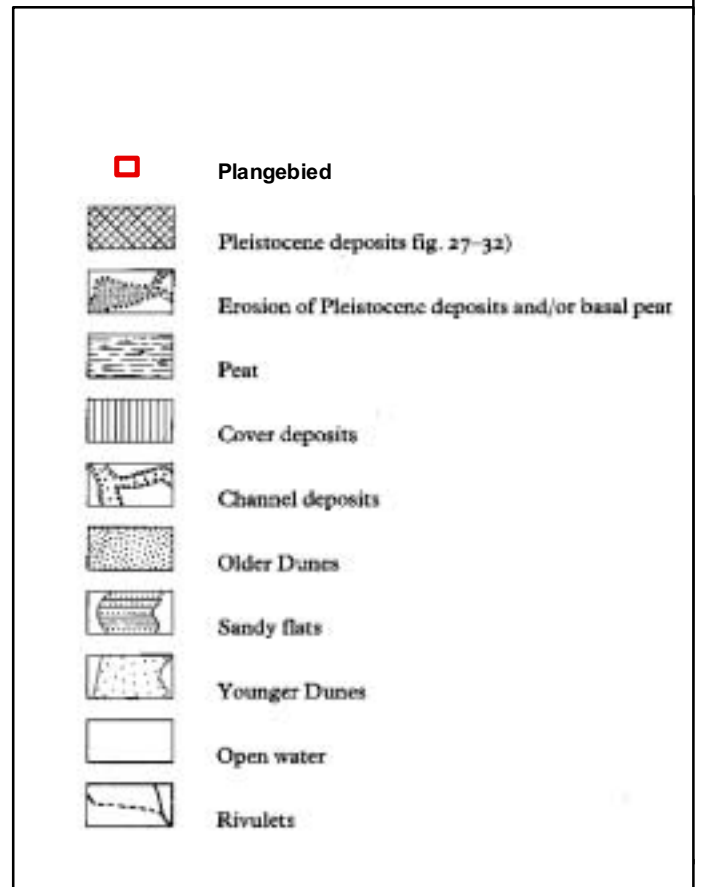 Plangebied
Pleistocene deposits fig. 27–32)
Erosion of Pleistocene deposits and/or basal peat
Peat
Cover deposits
Channel deposits
Older Dunes
Sandy flats
Younger Dunes
Open water
Rivulets